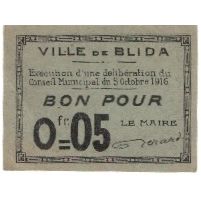 VILLE DE BLIDA
Exécution d'une délibération du
Conseil Municipal du 5 Octobre 1916
BON POUR
fr.
0=05
LE MAIRE